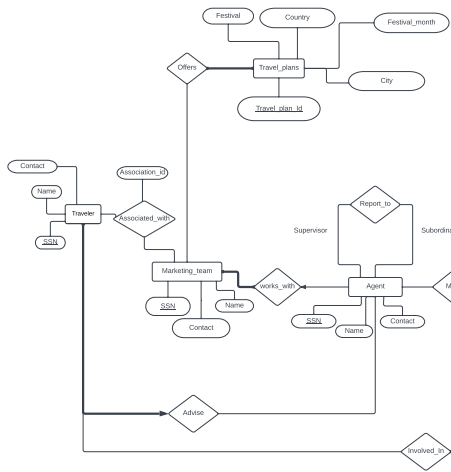 Festival
Country
Festival_month
Offers
Travel_plans
City
Travel_plan_Id
Contact
Association_id
Name
Traveler
Associated_with
Report_to
SSN
Supervisor
Subordina
Marketing_team
works_with
Agent
M
SSN
Name
SSN
Contact
Contact
Name
Advise
Involved_In